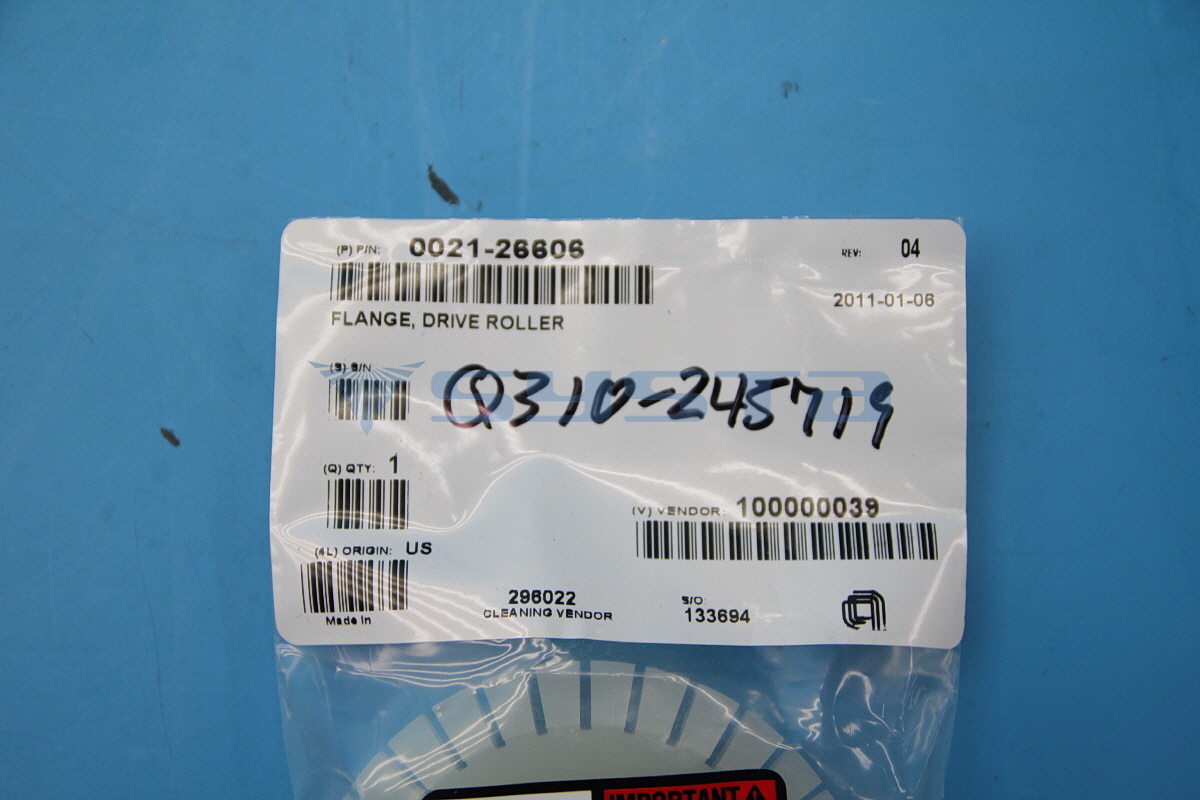 (P) P/N: 0021-26606
REV: 04
2011-01-06
FLANGE, DRIVE ROLLER
(S) S/N
Q310-245719
(Q) QTY: 1
(V) VENDOR: 100000039
(4L) ORIGIN: US
Made In
296022
CLEANING VENDOR
S/O:
133694
IMPORTANT